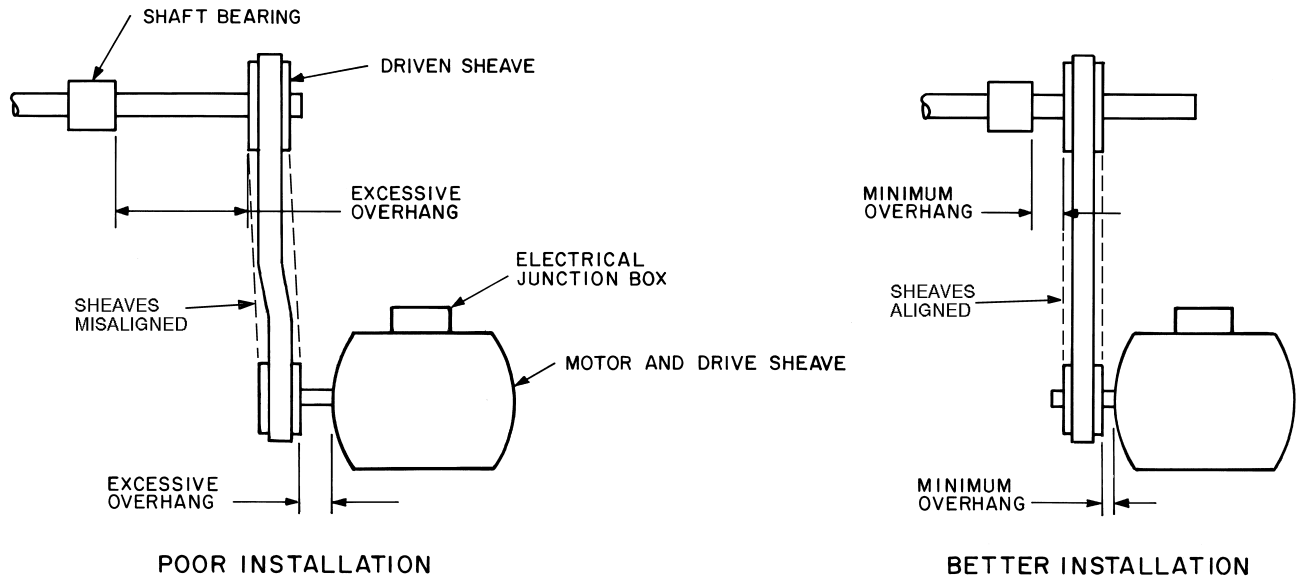 SHAFT BEARING
DRIVEN SHEAVE
EXCESSIVE
OVERHANG
ELECTRICAL
JUNCTION BOX
SHEAVES
MISALIGNED
MOTOR AND DRIVE SHEAVE
EXCESSIVE
OVERHANG
POOR INSTALLATION
MINIMUM
OVERHANG
SHEAVES
ALIGNED
MINIMUM
OVERHANG
BETTER INSTALLATION